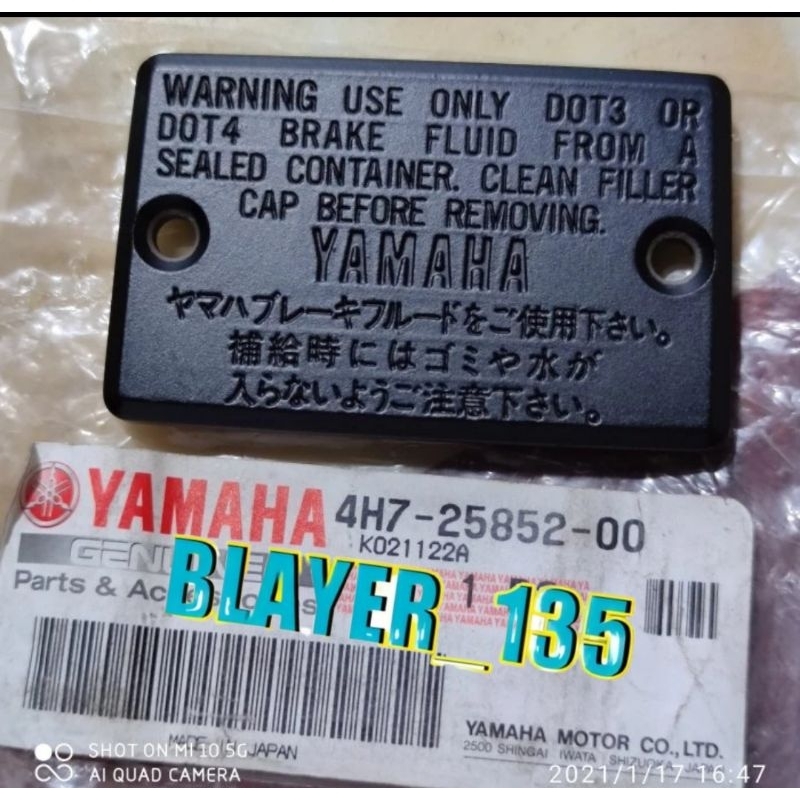 WARNING USE ONLY DOT3 OR
DOT4 BRAKE FLUID FROM A
SEALED CONTAINER. CLEAN FILLER
CAP BEFORE REMOVING.
YAMAHA
ヤマハブレーキフルードをご使用下さい。
補給時にはゴミや水が
入らないようご注意下さい。
YAMAHA 4H7-25852-00
K021122A
GENUINE
Parts & Accessories
1
BLAYER_135
MADE IN JAPAN
YAMAHA MOTOR CO., LTD.
2500 SHINGAI IWATA SHIZUOKA JAPAN
SHOT ON MI 10 5G
AI QUAD CAMERA
2021/1/17 16:47